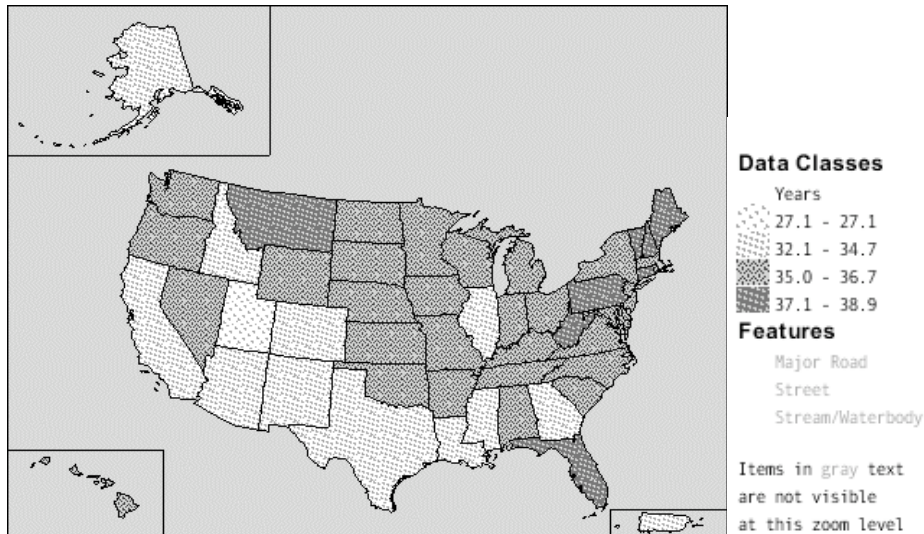 Data Classes
Years
27.1 - 27.1
32.1 - 34.7
35.0 - 36.7
37.1 - 38.9
Features
Major Road
Street
Stream/Waterbody
Items in gray text
are not visible
at this zoom level